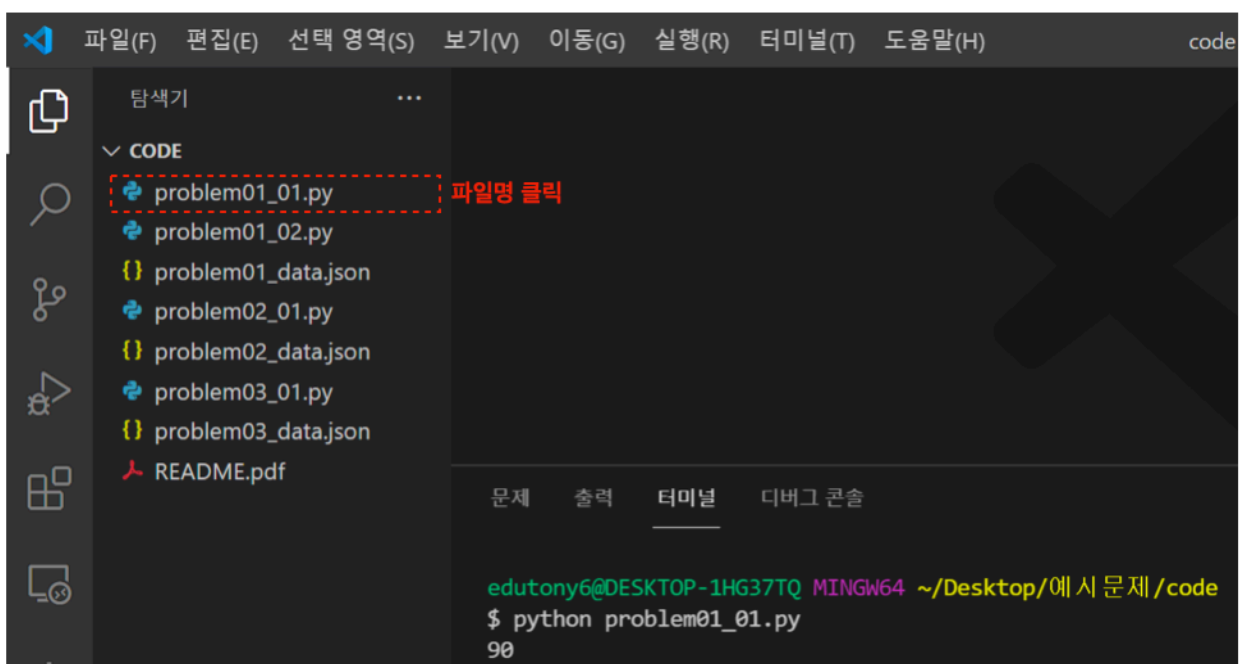 파일(F) 편집(E) 선택 영역(S) 보기(V) 이동(G) 실행(R) 터미널(T) 도움말(H) code
탐색기 ...
CODE
problem01_01.py 파일명 클릭
problem01_02.py
{} problem01_data.json
problem02_01.py
{} problem02_data.json
problem03_01.py
{} problem03_data.json
README.pdf
문제 출력 터미널 디버그 콘솔
edutony6@DESKTOP-1HG37TQ MINGW64 ~/Desktop/예시문제/code
$ python problem01_01.py
90